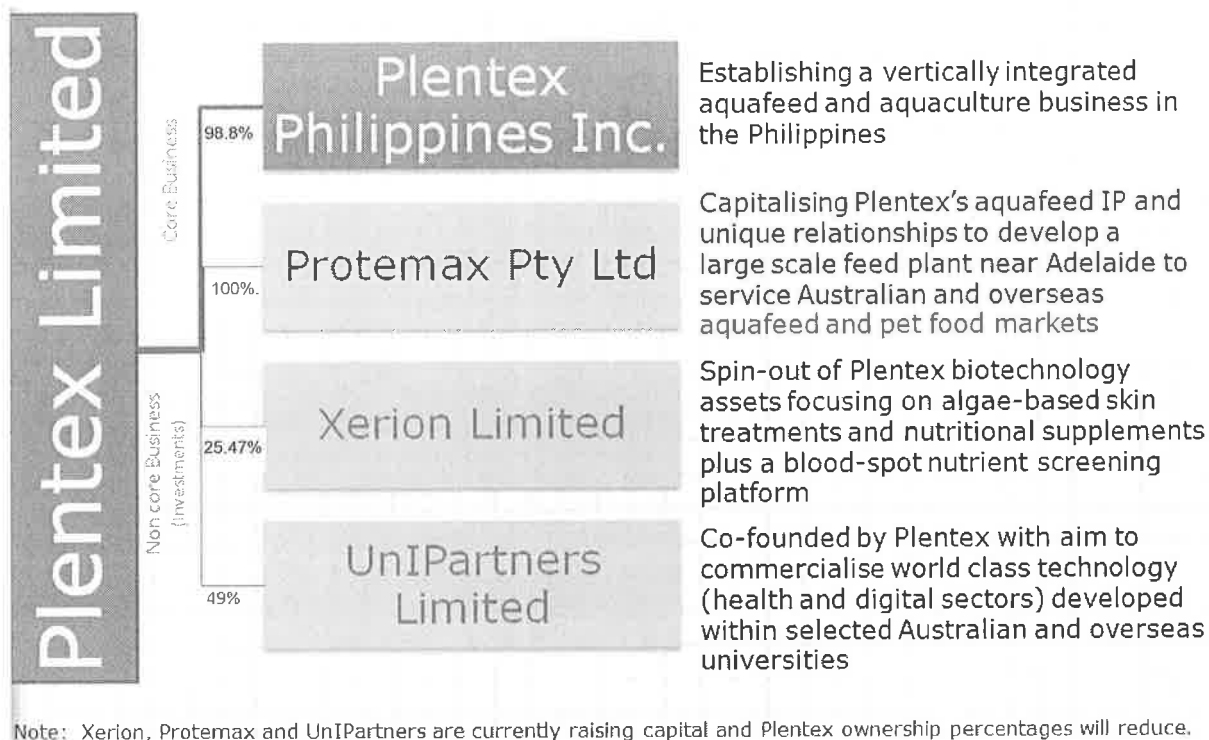 Plentex Limited
Core Business
Non core Business
(Investments)
98.8%
Plentex
Philippines Inc.
Establishing a vertically integrated
aquafeed and aquaculture business in
the Philippines
100%.
Protemax Pty Ltd
Capitalising Plentex's aquafeed IP and
unique relationships to develop a
large scale feed plant near Adelaide to
service Australian and overseas
aquafeed and pet food markets
25.47%
Xerion Limited
Spin-out of Plentex biotechnology
assets focusing on algae-based skin
treatments and nutritional supplements
plus a blood-spot nutrient screening
platform
49%
UnIPartners
Limited
Co-founded by Plentex with aim to
commercialise world class technology
(health and digital sectors) developed
within selected Australian and overseas
universities
Note: Xerion, Protemax and UnIPartners are currently raising capital and Plentex ownership percentages will reduce.